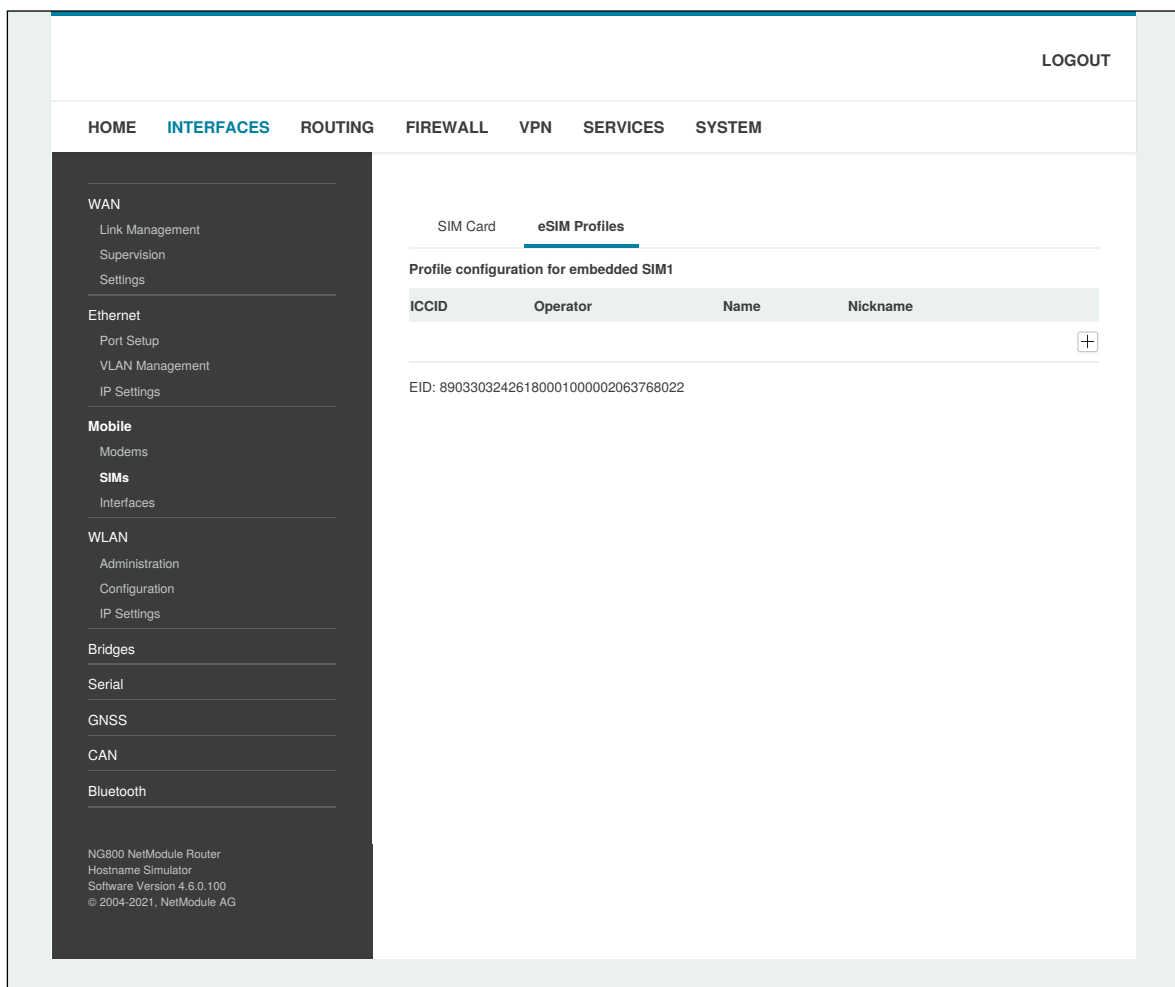 LOGOUT
HOME INTERFACES ROUTING FIREWALL VPN SERVICES SYSTEM
WAN
Link Management
Supervision
Settings
Ethernet
Port Setup
VLAN Management
IP Settings
Mobile
Modems
SIMs
Interfaces
WLAN
Administration
Configuration
IP Settings
Bridges
Serial
GNSS
CAN
Bluetooth
NG800 NetModule Router
Hostname Simulator
Software Version 4.6.0.100
© 2004-2021, NetModule AG
SIM Card eSIM Profiles
Profile configuration for embedded SIM1
ICCID Operator Name Nickname
EID: 89033032426180001000002063768022